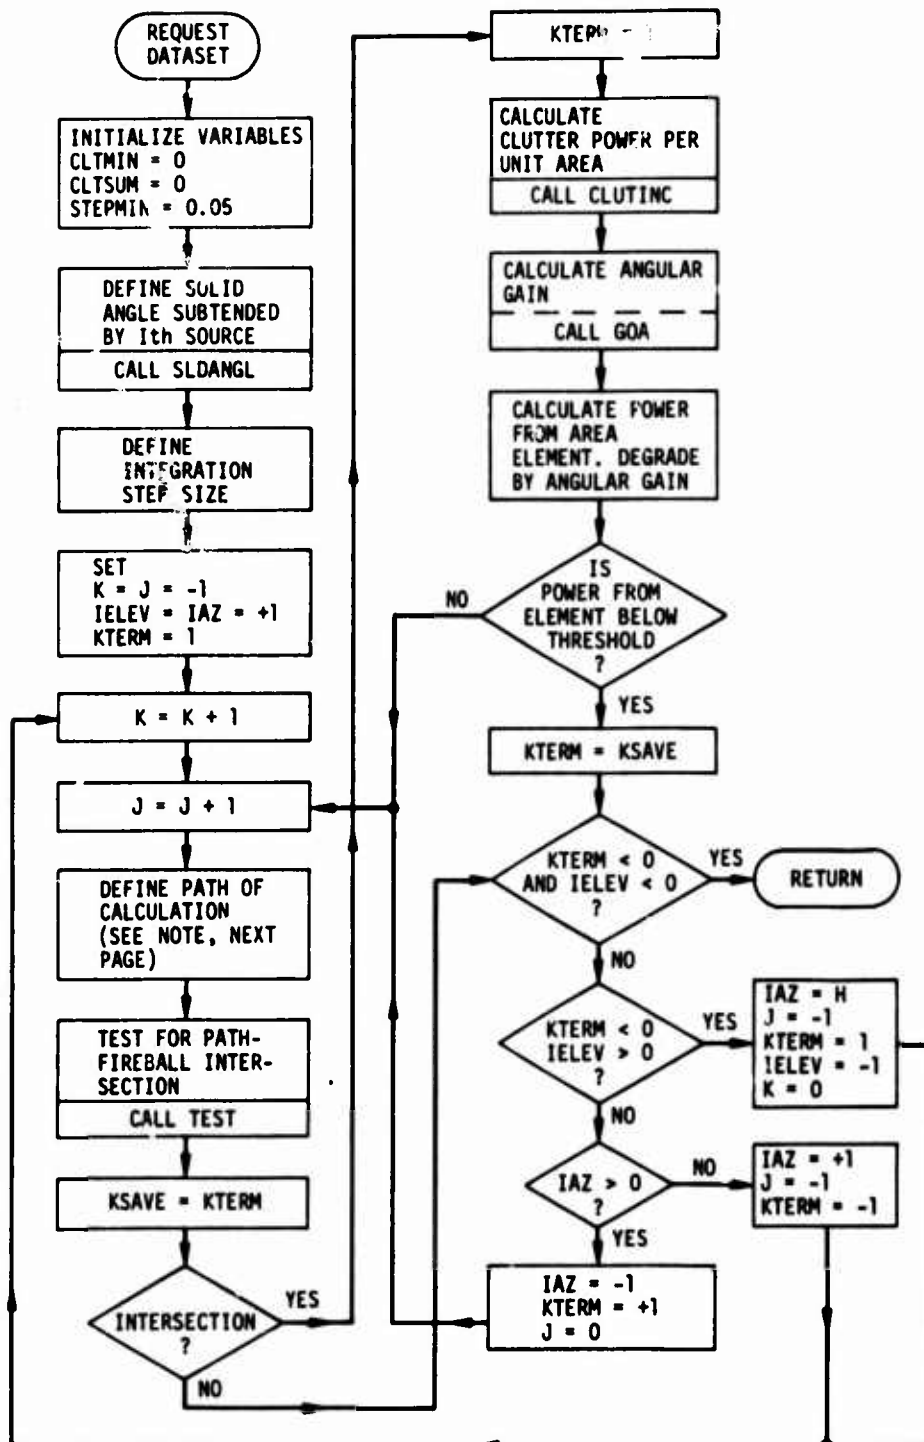 REQUEST
DATASET
INITIALIZE VARIABLES
CLTMIN = 0
CLTSUM = 0
STEPMIN = 0.05
DEFINE SOLID
ANGLE SUBTENDED
BY Ith SOURCE
CALL SLDANGL
DEFINE
INTEGRATION
STEP SIZE
SET
K = J = -1
IELEV = IAZ = +1
KTERM = 1
K = K + 1
J = J + 1
DEFINE PATH OF
CALCULATION
(SEE NOTE, NEXT
PAGE)
TEST FOR PATH-
FIREBALL INTER-
SECTION
CALL TEST
KSAVE = KTERM
INTERSECTION
?
YES
NO
CALCULATE
CLUTTER POWER PER
UNIT AREA
CALL CLUTINC
CALCULATE ANGULAR
GAIN
CALL GOA
CALCULATE POWER
FROM AREA
ELEMENT. DEGRADE
BY ANGULAR GAIN
IS
POWER FROM
ELEMENT BELOW
THRESHOLD
?
NO
YES
KTERM = KSAVE
KTERM < 0
AND IELEV < 0
?
YES
RETURN
NO
KTERM < 0
IELEV > 0
?
YES
IAZ = H
J = -1
KTERM = 1
IELEV = -1
K = 0
NO
IAZ > 0
?
NO
IAZ = +1
J = -1
KTERM = -1
YES
IAZ = -1
KTERM = +1
J = 0